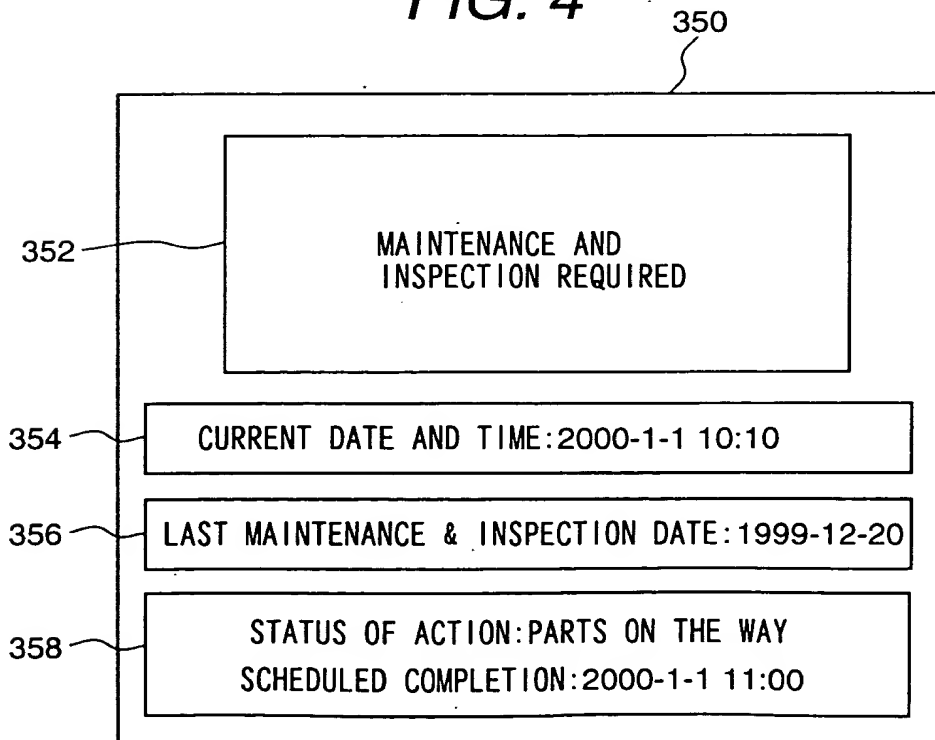 FIG. 4
350
352
MAINTENANCE AND
INSPECTION REQUIRED
354
CURRENT DATE AND TIME:2000-1-1 10:10
356
LAST MAINTENANCE & INSPECTION DATE:1999-12-20
358
STATUS OF ACTION:PARTS ON THE WAY
SCHEDULED COMPLETION:2000-1-1 11:00